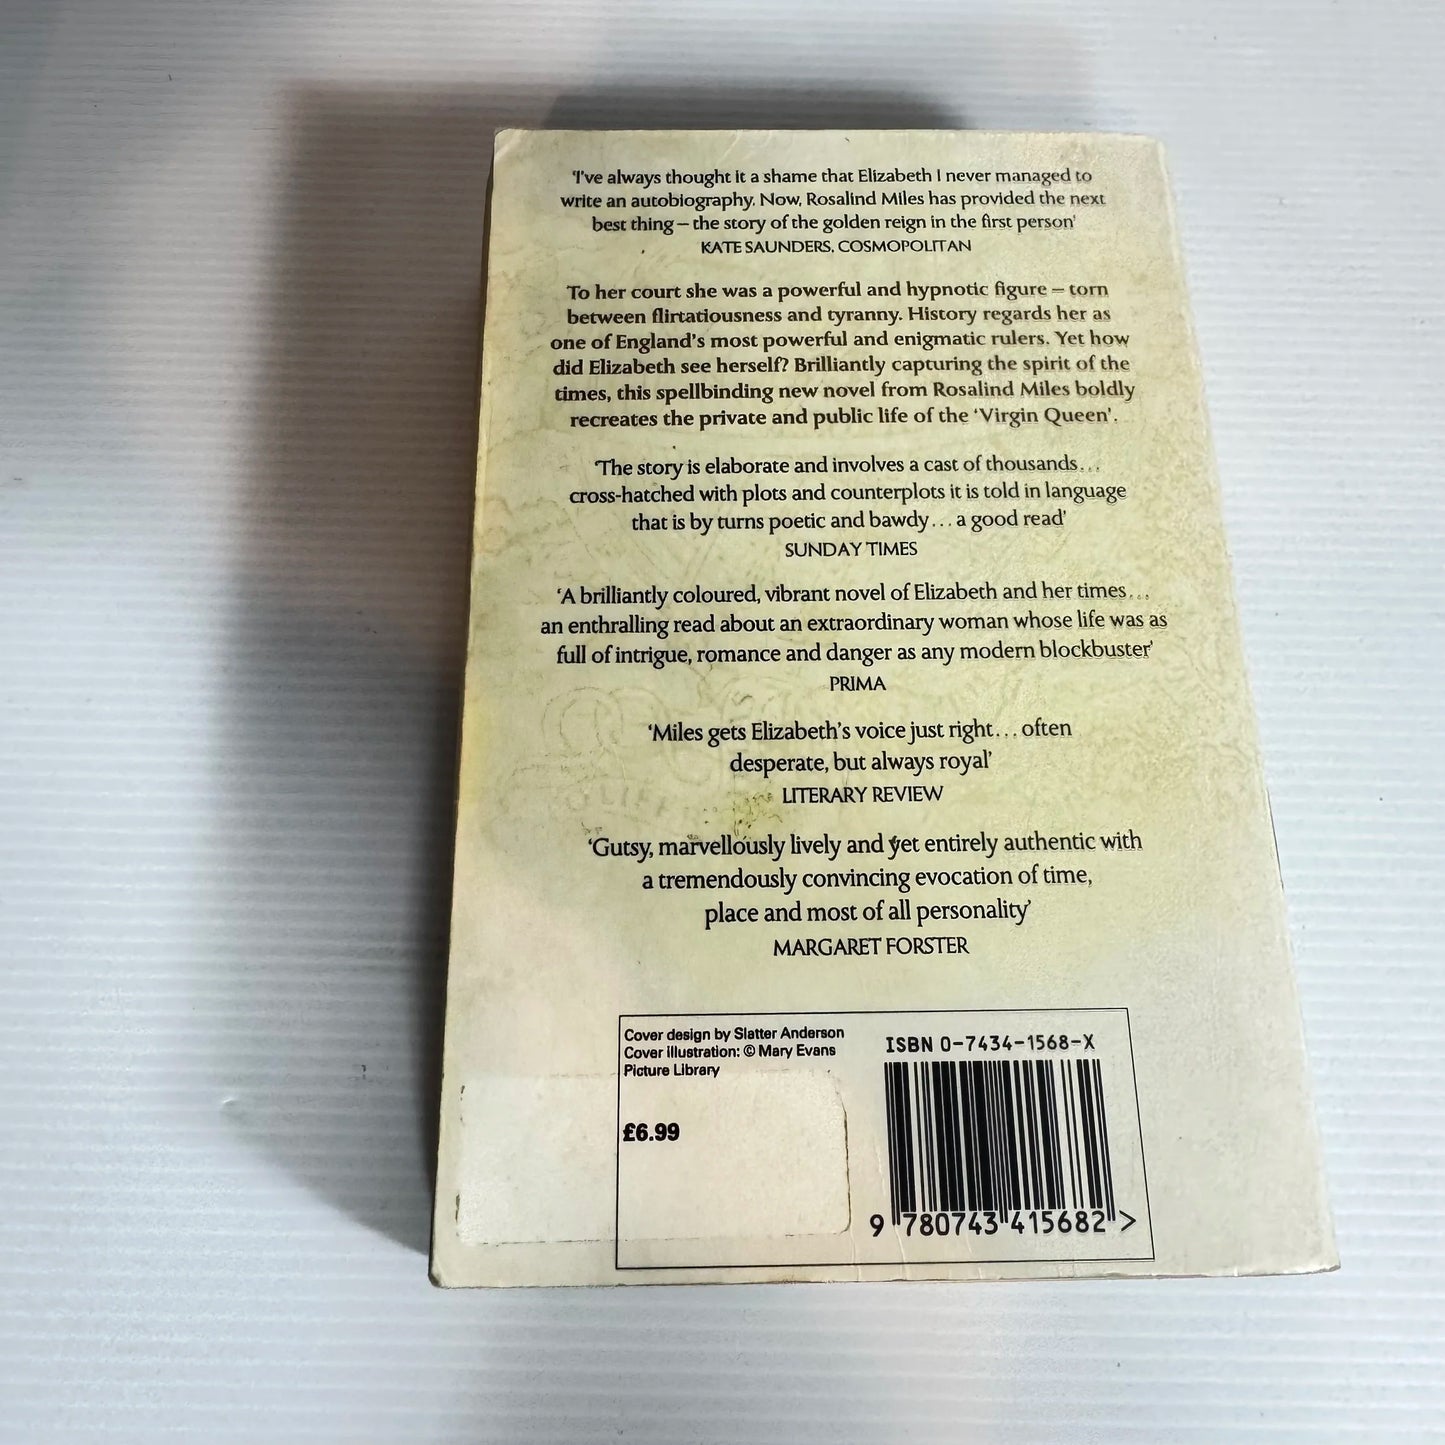 'I've always thought it a shame that Elizabeth I never managed to
write an autobiography. Now, Rosalind Miles has provided the next
best thing – the story of the golden reign in the first person'
KATE SAUNDERS, COSMOPOLITAN
To her court she was a powerful and hypnotic figure – torn
between flirtatiousness and tyranny. History regards her as
one of England's most powerful and enigmatic rulers. Yet how
did Elizabeth see herself? Brilliantly capturing the spirit of the
times, this spellbinding new novel from Rosalind Miles boldly
recreates the private and public life of the 'Virgin Queen'.
'The story is elaborate and involves a cast of thousands...
cross-hatched with plots and counterplots it is told in language
that is by turns poetic and bawdy... a good read'
SUNDAY TIMES
'A brilliantly coloured, vibrant novel of Elizabeth and her times...
an enthralling read about an extraordinary woman whose life was as
full of intrigue, romance and danger as any modern blockbuster'
PRIMA
'Miles gets Elizabeth's voice just right... often
desperate, but always royal'
LITERARY REVIEW
'Gutsy, marvellously lively and yet entirely authentic with
a tremendously convincing evocation of time,
place and most of all personality'
MARGARET FORSTER
Cover design by Slatter Anderson
Cover illustration: © Mary Evans
Picture Library
£6.99
ISBN 0-7434-1568-X
9 780743 415682 >